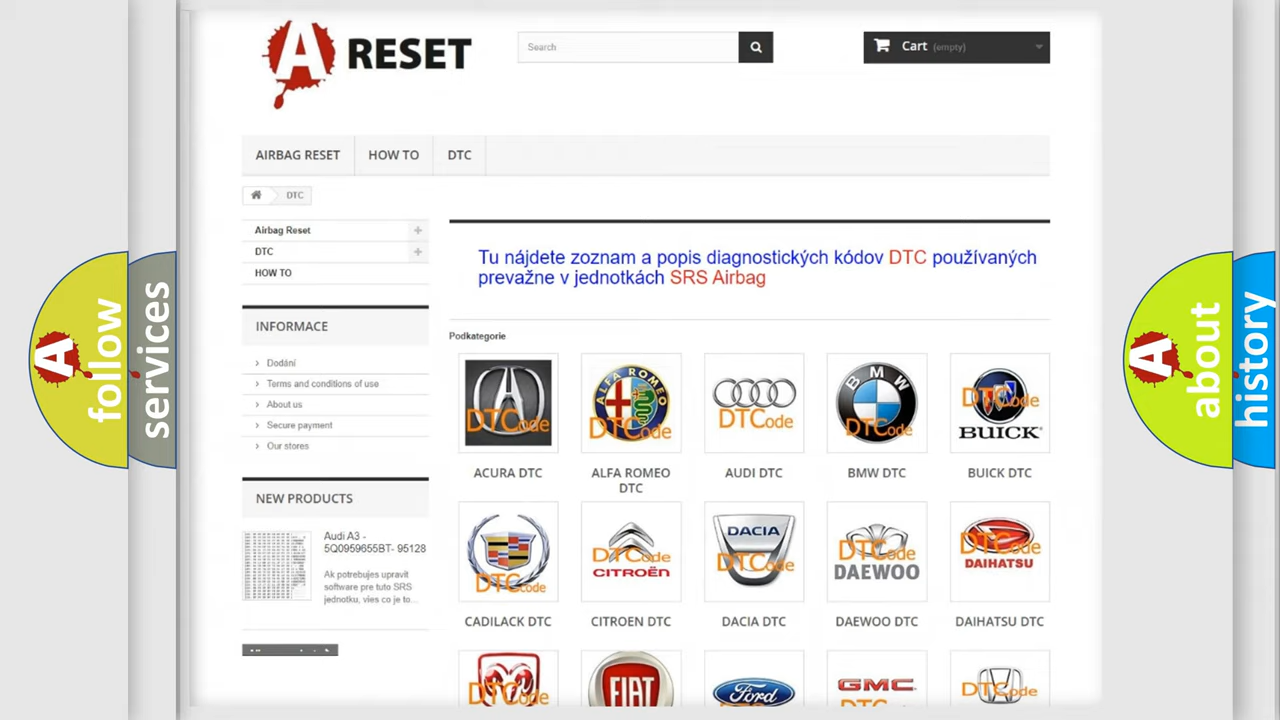 A RESET
Search
Cart (empty)
AIRBAG RESET
HOW TO
DTC
DTC
Airbag Reset
DTC
HOW TO
Tu nájdete zoznam a popis diagnostických kódov DTC používaných
prevažne v jednotkách SRS Airbag
INFORMACE
Dodání
Terms and conditions of use
About us
Secure payment
Our stores
NEW PRODUCTS
Audi A3 -
5Q0959655BT- 95128
Ak potrebujes upravit
software pre tuto SRS
jednotku, vies co je to...
Podkategorie
DTCode
ALFA ROMEO
DTCode
DTCode
BMW
DTCode
DTCode
BUICK
ACURA DTC
ALFA ROMEO
DTC
AUDI DTC
BMW DTC
BUICK DTC
DTCode
DTCode
CITROËN
DACIA
DTCode
DTCode
DAEWOO
DTCode
DAIHATSU
CADILACK DTC
CITROEN DTC
DACIA DTC
DAEWOO DTC
DAIHATSU DTC
DTCode
FIAT
Ford
GMC
DTCode
A follow
services
A about
history